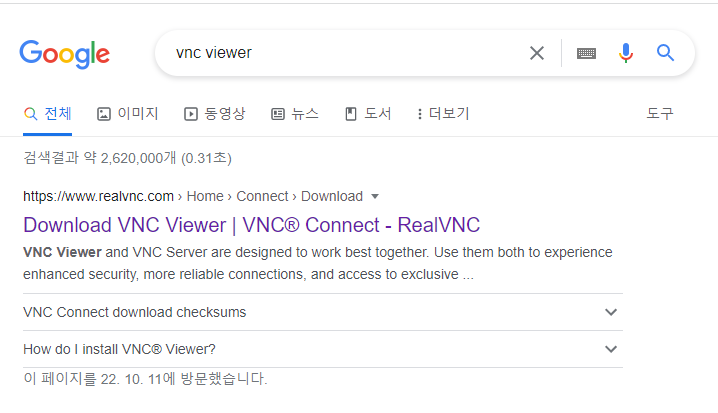 Google
vnc viewer
전체 이미지 동영상 뉴스 도서 더보기 도구
검색결과 약 2,620,000개 (0.31초)
https://www.realvnc.com › Home › Connect › Download
Download VNC Viewer | VNC® Connect - RealVNC
VNC Viewer and VNC Server are designed to work best together. Use them both to experience
enhanced security, more reliable connections, and access to exclusive ...
VNC Connect download checksums
How do I install VNC® Viewer?
이 페이지를 22. 10. 11에 방문했습니다.